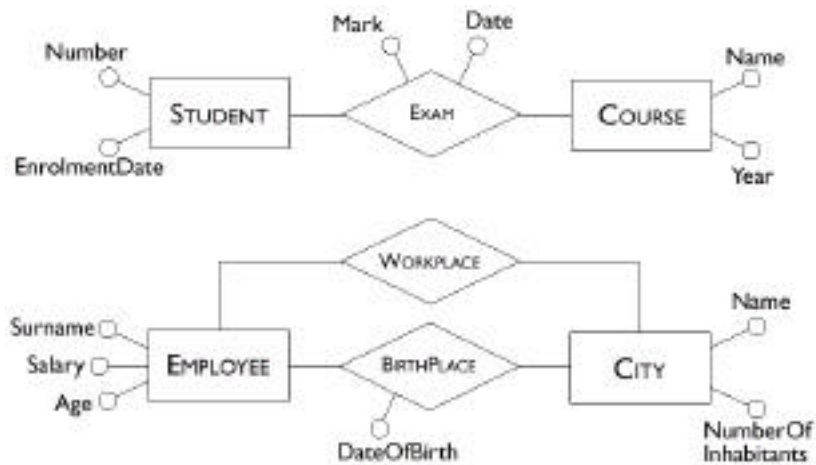 Mark
Date
Number
Name
STUDENT
EXAM
COURSE
EnrolmentDate
Year
WORKPLACE
Name
Surname
Salary
EMPLOYEE
BIRTHPLACE
CITY
Age
DateOfBirth
NumberOf
Inhabitants